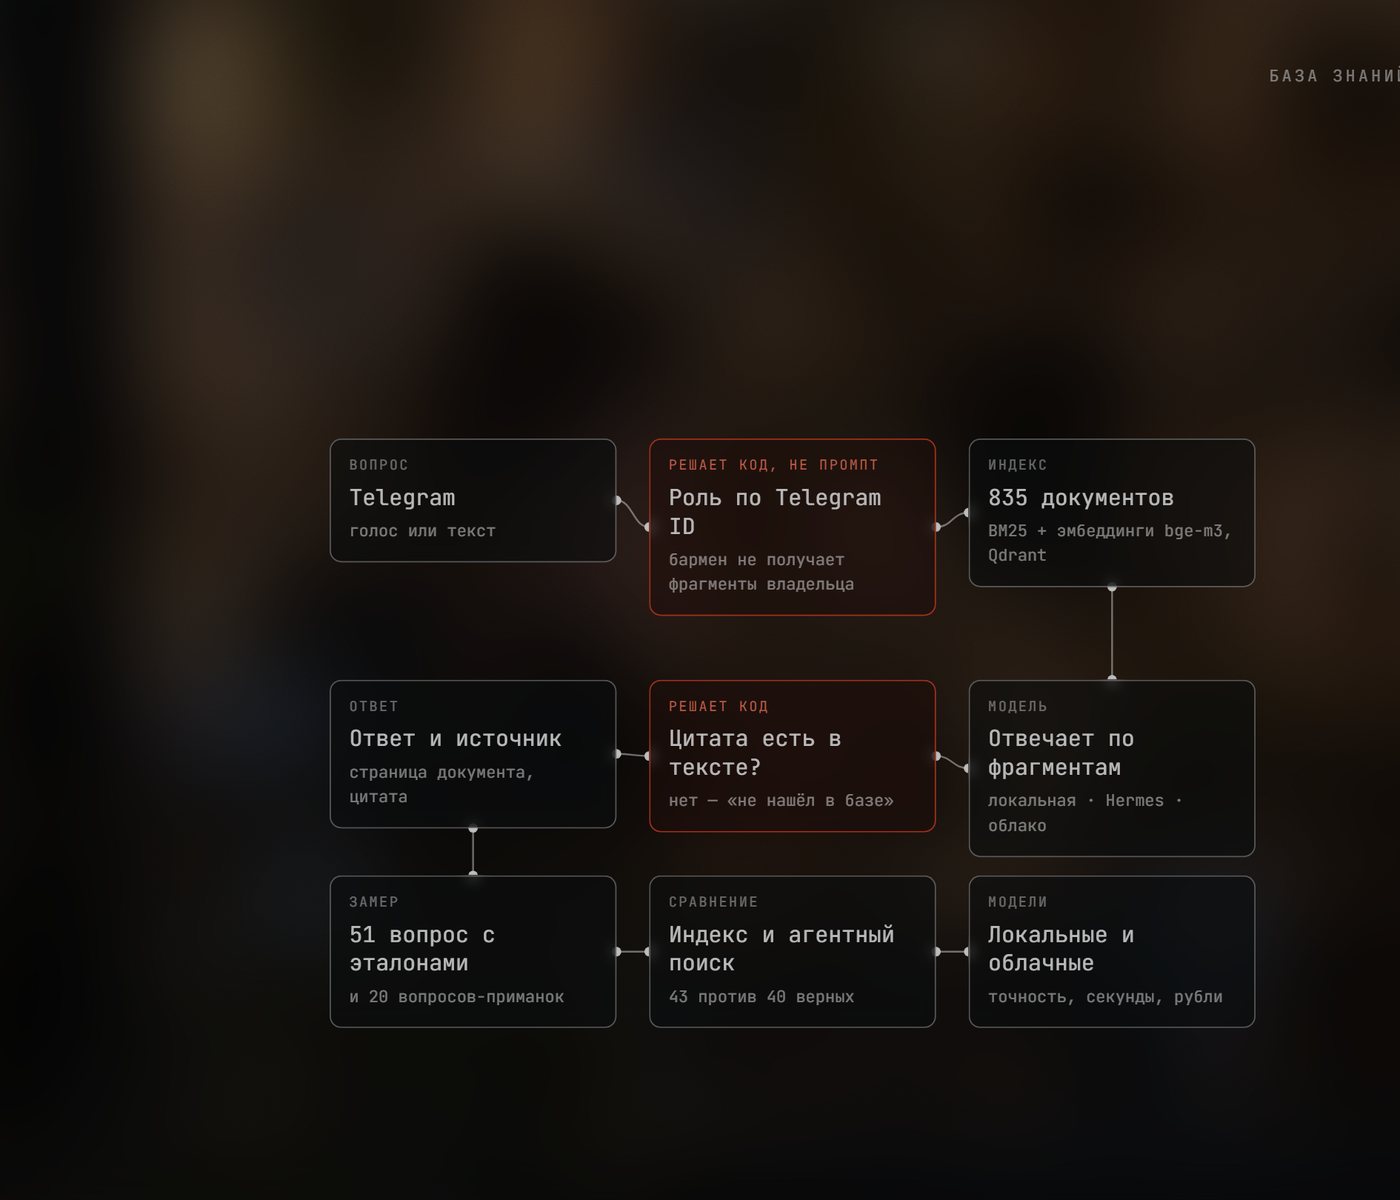 БАЗА ЗНАНИЙ
ВОПРОС
Telegram
голос или текст
РЕШАЕТ КОД, НЕ ПРОМПТ
Роль по Telegram
ID
бармен не получает
фрагменты владельца
ИНДЕКС
835 документов
BM25 + эмбеддинги bge-m3,
Qdrant
ОТВЕТ
Ответ и источник
страница документа,
цитата
РЕШАЕТ КОД
Цитата есть в
тексте?
нет — «не нашёл в базе»
МОДЕЛЬ
Отвечает по
фрагментам
локальная · Hermes ·
облако
ЗАМЕР
51 вопрос с
эталонами
и 20 вопросов-приманок
СРАВНЕНИЕ
Индекс и агентный
поиск
43 против 40 верных
МОДЕЛИ
Локальные и
облачные
точность, секунды, рубли